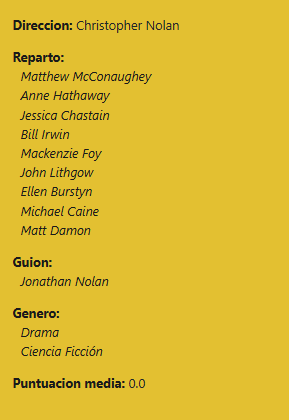 Direccion: Christopher Nolan
Reparto:
Matthew McConaughey
Anne Hathaway
Jessica Chastain
Bill Irwin
Mackenzie Foy
John Lithgow
Ellen Burstyn
Michael Caine
Matt Damon
Guion:
Jonathan Nolan
Genero:
Drama
Ciencia Ficción
Puntuacion media: 0.0